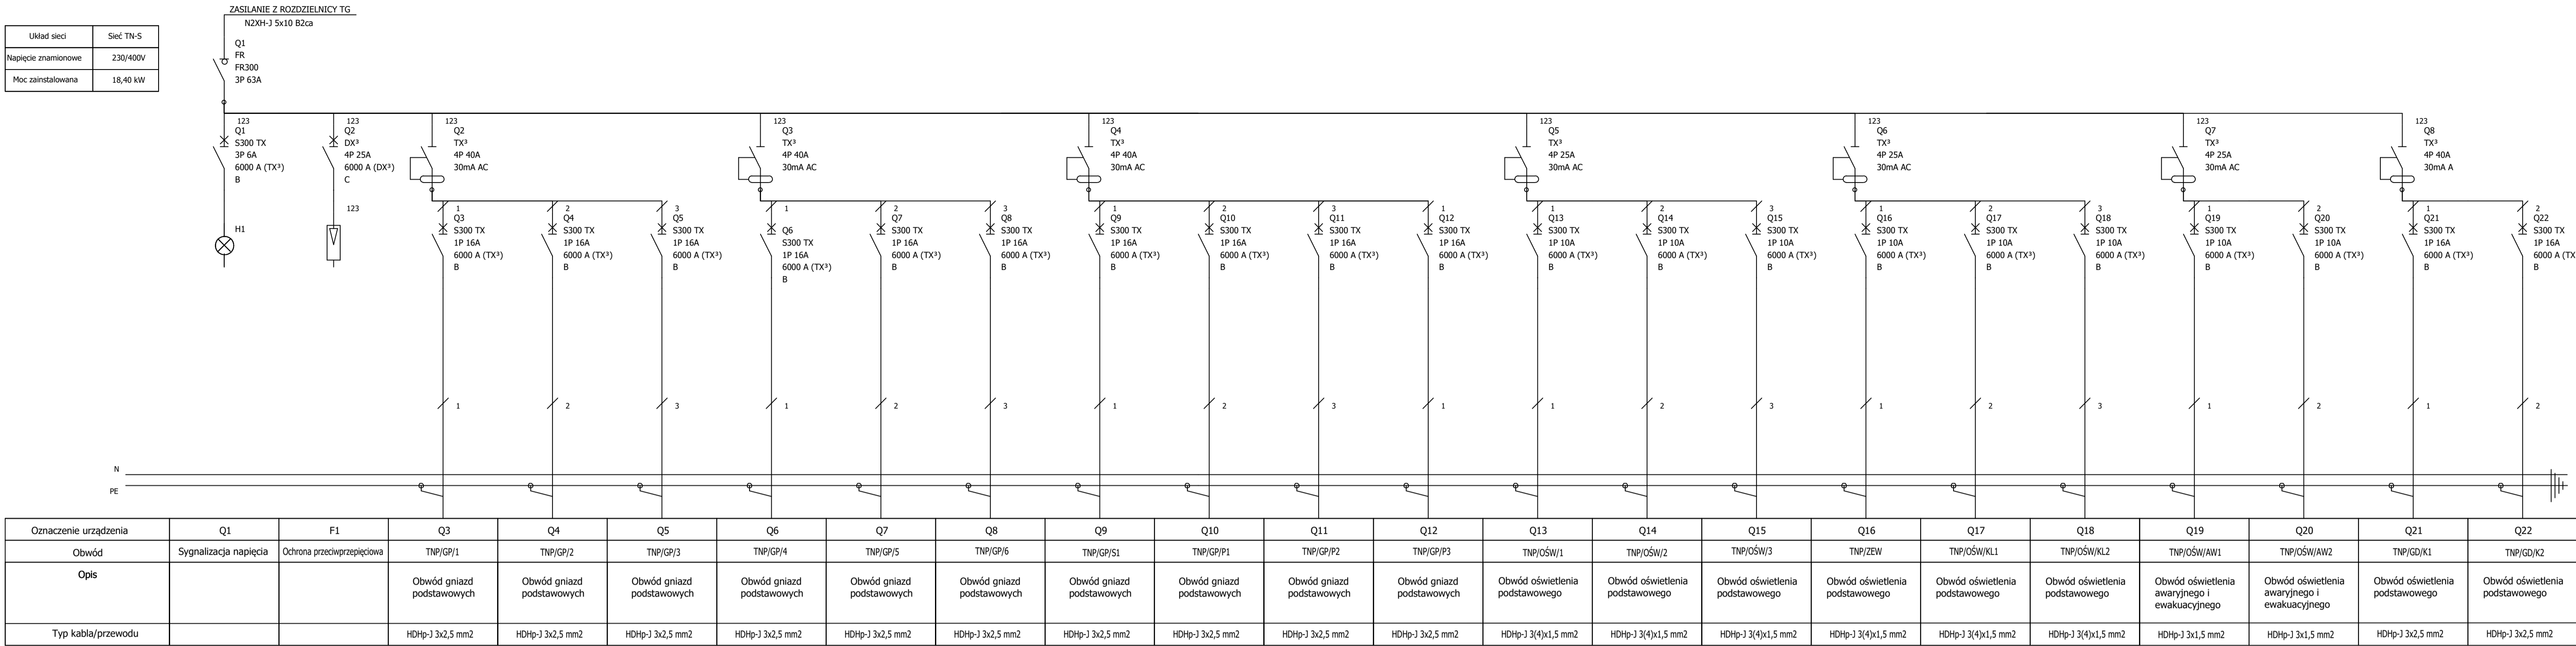 ZASILANIE Z ROZDZIELNICY TG
N2XH-J 5x10 B2ca
Układ sieci Sieć TN-S
Napięcie znamionowe 230/400V
Moc zainstalowana 18,40 kW
Q1
FR
FR300
3P 63A
123
Q1
S300 TX
3P 6A
6000 A (TX³)
B
H1
123
Q2
DX³
4P 25A
6000 A (DX³)
C
123
123
Q2
TX³
4P 40A
30mA AC
123
Q3
TX³
4P 40A
30mA AC
123
Q4
TX³
4P 40A
30mA AC
123
Q5
TX³
4P 25A
30mA AC
123
Q6
TX³
4P 25A
30mA AC
123
Q7
TX³
4P 25A
30mA AC
123
Q8
TX³
4P 40A
30mA A
1
Q3
S300 TX
1P 16A
6000 A (TX³)
B
2
Q4
S300 TX
1P 16A
6000 A (TX³)
B
3
Q5
S300 TX
1P 16A
6000 A (TX³)
B
1
Q6
S300 TX
1P 16A
6000 A (TX³)
B
2
Q7
S300 TX
1P 16A
6000 A (TX³)
B
3
Q8
S300 TX
1P 16A
6000 A (TX³)
B
1
Q9
S300 TX
1P 16A
6000 A (TX³)
B
2
Q10
S300 TX
1P 16A
6000 A (TX³)
B
3
Q11
S300 TX
1P 16A
6000 A (TX³)
B
1
Q12
S300 TX
1P 16A
6000 A (TX³)
B
1
Q13
S300 TX
1P 10A
6000 A (TX³)
B
2
Q14
S300 TX
1P 10A
6000 A (TX³)
B
3
Q15
S300 TX
1P 10A
6000 A (TX³)
B
1
Q16
S300 TX
1P 10A
6000 A (TX³)
B
2
Q17
S300 TX
1P 10A
6000 A (TX³)
B
3
Q18
S300 TX
1P 10A
6000 A (TX³)
B
1
Q19
S300 TX
1P 10A
6000 A (TX³)
B
2
Q20
S300 TX
1P 10A
6000 A (TX³)
B
1
Q21
S300 TX
1P 16A
6000 A (TX³)
B
2
Q22
S300 TX
1P 16A
6000 A (TX
B
1 2 3 1 2 3 1 2 3 1 1 2 3 1 2 3 1 2 1 2
N
PE
Oznaczenie urządzenia Q1 F1 Q3 Q4 Q5 Q6 Q7 Q8 Q9 Q10 Q11 Q12 Q13 Q14 Q15 Q16 Q17 Q18 Q19 Q20 Q21 Q22
Obwód Sygnalizacja napięcia Ochrona przeciwprzepięciowa TNP/GP/1 TNP/GP/2 TNP/GP/3 TNP/GP/4 TNP/GP/5 TNP/GP/6 TNP/GP/S1 TNP/GP/P1 TNP/GP/P2 TNP/GP/P3 TNP/OŚW/1 TNP/OŚW/2 TNP/OŚW/3 TNP/ZEW TNP/OŚW/KL1 TNP/OŚW/KL2 TNP/OŚW/AW1 TNP/OŚW/AW2 TNP/GD/K1 TNP/GD/K2
Opis
Obwód gniazd
podstawowych
Obwód gniazd
podstawowych
Obwód gniazd
podstawowych
Obwód gniazd
podstawowych
Obwód gniazd
podstawowych
Obwód gniazd
podstawowych
Obwód gniazd
podstawowych
Obwód gniazd
podstawowych
Obwód gniazd
podstawowych
Obwód gniazd
podstawowych
Obwód oświetlenia
podstawowego
Obwód oświetlenia
podstawowego
Obwód oświetlenia
podstawowego
Obwód oświetlenia
podstawowego
Obwód oświetlenia
podstawowego
Obwód oświetlenia
podstawowego
Obwód oświetlenia
awaryjnego i
ewakuacyjnego
Obwód oświetlenia
awaryjnego i
ewakuacyjnego
Obwód oświetlenia
podstawowego
Obwód oświetlenia
podstawowego
Typ kabla/przewodu HDHp-J 3x2,5 mm2 HDHp-J 3x2,5 mm2 HDHp-J 3x2,5 mm2 HDHp-J 3x2,5 mm2 HDHp-J 3x2,5 mm2 HDHp-J 3x2,5 mm2 HDHp-J 3x2,5 mm2 HDHp-J 3x2,5 mm2 HDHp-J 3x2,5 mm2 HDHp-J 3x2,5 mm2 HDHp-J 3(4)x1,5 mm2 HDHp-J 3(4)x1,5 mm2 HDHp-J 3(4)x1,5 mm2 HDHp-J 3(4)x1,5 mm2 HDHp-J 3(4)x1,5 mm2 HDHp-J 3(4)x1,5 mm2 HDHp-J 3x1,5 mm2 HDHp-J 3x1,5 mm2 HDHp-J 3x2,5 mm2 HDHp-J 3x2,5 mm2